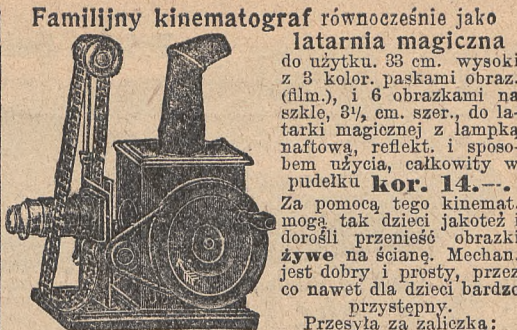 Familijny kinematograf równocześnie jako
latarnia magiczna
do użytku. 33 cm. wysoki
z 3 kolor. paskami obraz.
(film.), i 6 obrazkami na
szkle, 3½, cm. szer., do la-
tarki magicznej z lampką
naftową, reflekt. i sposo-
bem użycia, całkowity w
pudełku kor. 14.—.
Za pomocą tego kinemat.
mogą tak dzieci jakoteż i
dorośli przenieść obrazki
żywe na ścianę. Mechan.
jest dobry i prosty, przez
co nawet dla dzieci bardzo
przystępny.
Przesyła za zaliczką: